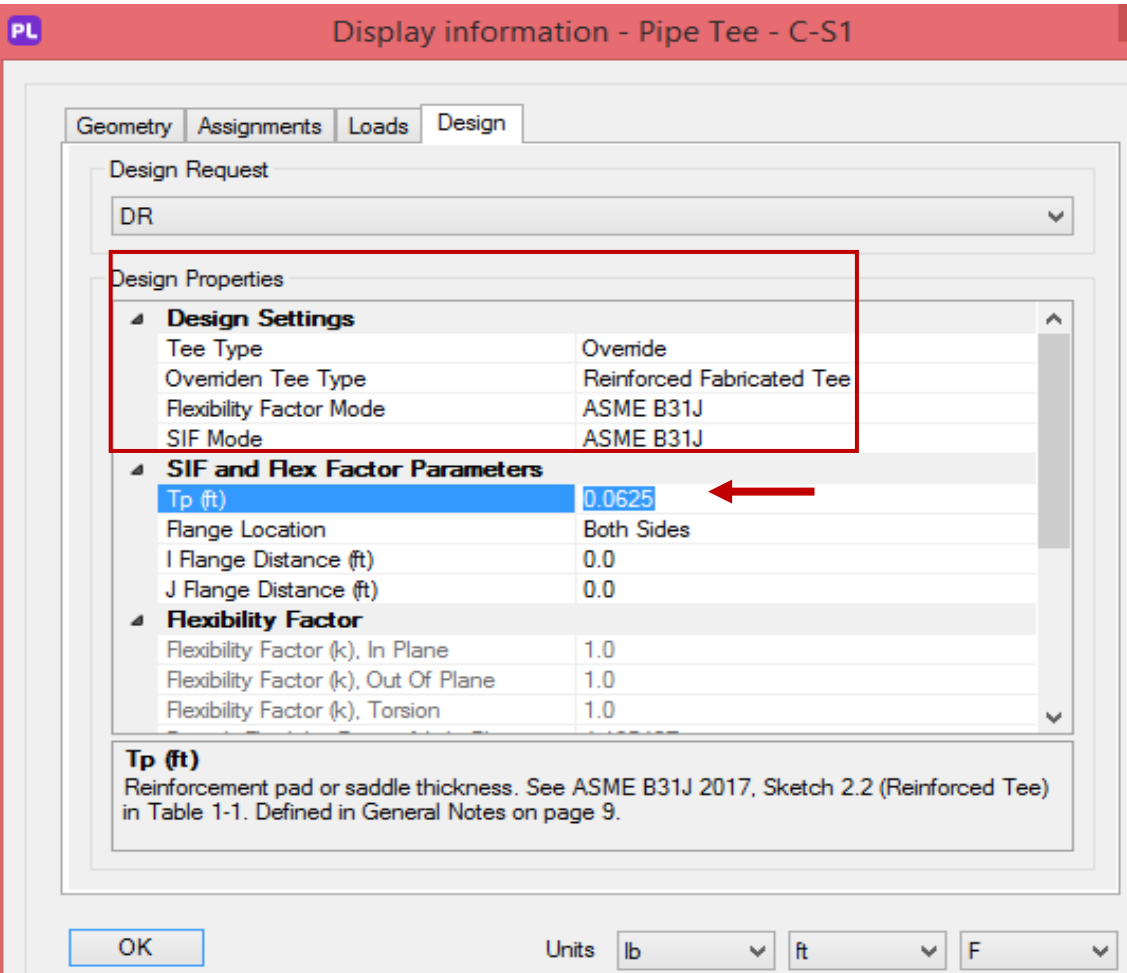 PL
Display information - Pipe Tee - C-S1
Geometry Assignments Loads Design
Design Request
DR
Design Properties
Design Settings
Tee Type Override
Overriden Tee Type Reinforced Fabricated Tee
Flexibility Factor Mode ASME B31J
SIF Mode ASME B31J
SIF and Flex Factor Parameters
Tp (ft) 0.0625
Flange Location Both Sides
I Flange Distance (ft) 0.0
J Flange Distance (ft) 0.0
Flexibility Factor
Flexibility Factor (k), In Plane 1.0
Flexibility Factor (k), Out Of Plane 1.0
Flexibility Factor (k), Torsion 1.0
Tp (ft)
Reinforcement pad or saddle thickness. See ASME B31J 2017, Sketch 2.2 (Reinforced Tee)
in Table 1-1. Defined in General Notes on page 9.
OK Units lb ft F